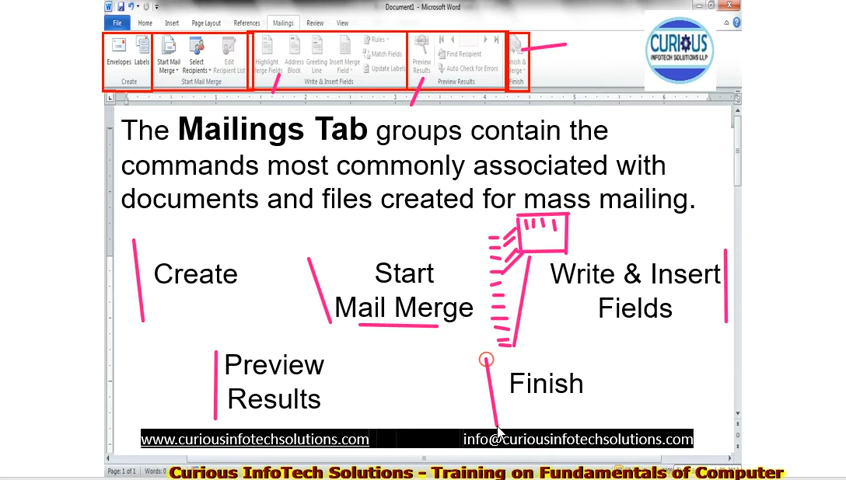 Document1 - Microsoft Word
File Home Insert Page Layout References Mailings Review View
Envelopes Labels
Create
Start Mail Merge Select Recipients Edit Recipient List
Start Mail Merge
Highlight Merge Fields Address Block Greeting Line Insert Merge Field
Rules
Match Fields
Update Labels
Write & Insert Fields
Preview Results
Find Recipient
Auto Check for Errors
Preview Results
Finish & Merge
Finish
CURIOUS
INFOTECH SOLUTIONS LLP
The Mailings Tab groups contain the
commands most commonly associated with
documents and files created for mass mailing.
Create
Start
Mail Merge
Write & Insert
Fields
Preview
Results
Finish
www.curiousinfotechsolutions.com info@curiousinfotechsolutions.com
Page: 1 of 1 Words: 0
Curious InfoTech Solutions - Training on Fundamentals of Computer